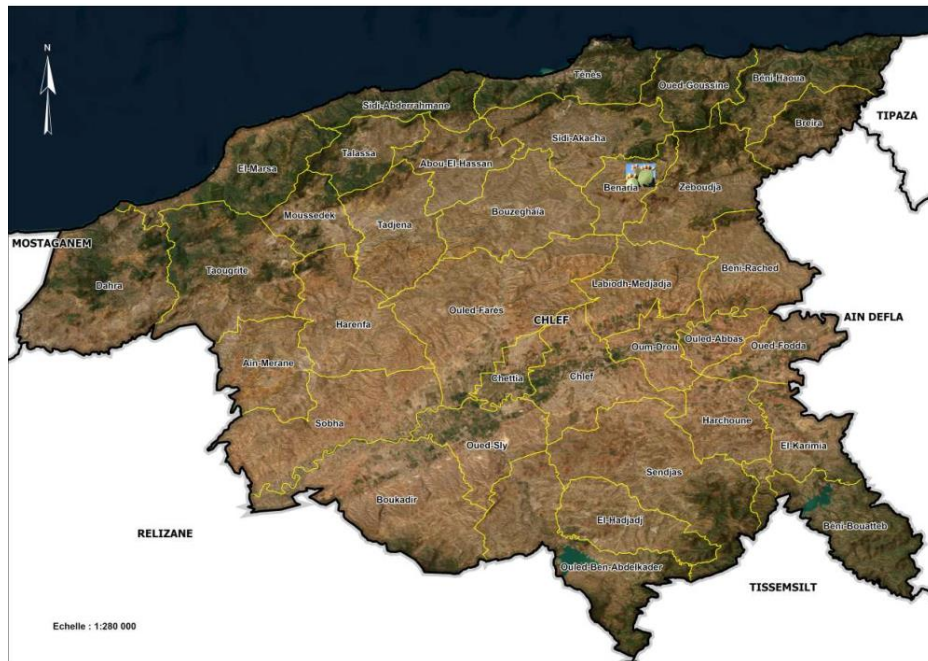 N
Ténès
Oued-Goussine
Béni-Haoua
Sidi-Abderrahmane
TIPAZA
Breira
Sidi-Akacha
Talassa
Abou-El-Hassan
El-Marsa
Benaria
Zeboudja
Moussedek
Bouzeghaia
Tadjena
MOSTAGANEM
Taougrite
Béni-Rached
Dahra
Labiodh-Medjadja
Ouled-Farès
CHLEF
AIN DEFLA
Harenfa
Ouled-Abbas
Oum-Drou
Oued-Fodda
Ain-Merane
Chettia
Chlef
Harchoune
Sobha
Oued-Sly
El-Karimia
Sendjas
Boukadir
El-Hadjadj
Béni-Bouatteb
RELIZANE
Ouled-Ben-Abdelkader
TISSEMSILT
Echelle : 1:280 000